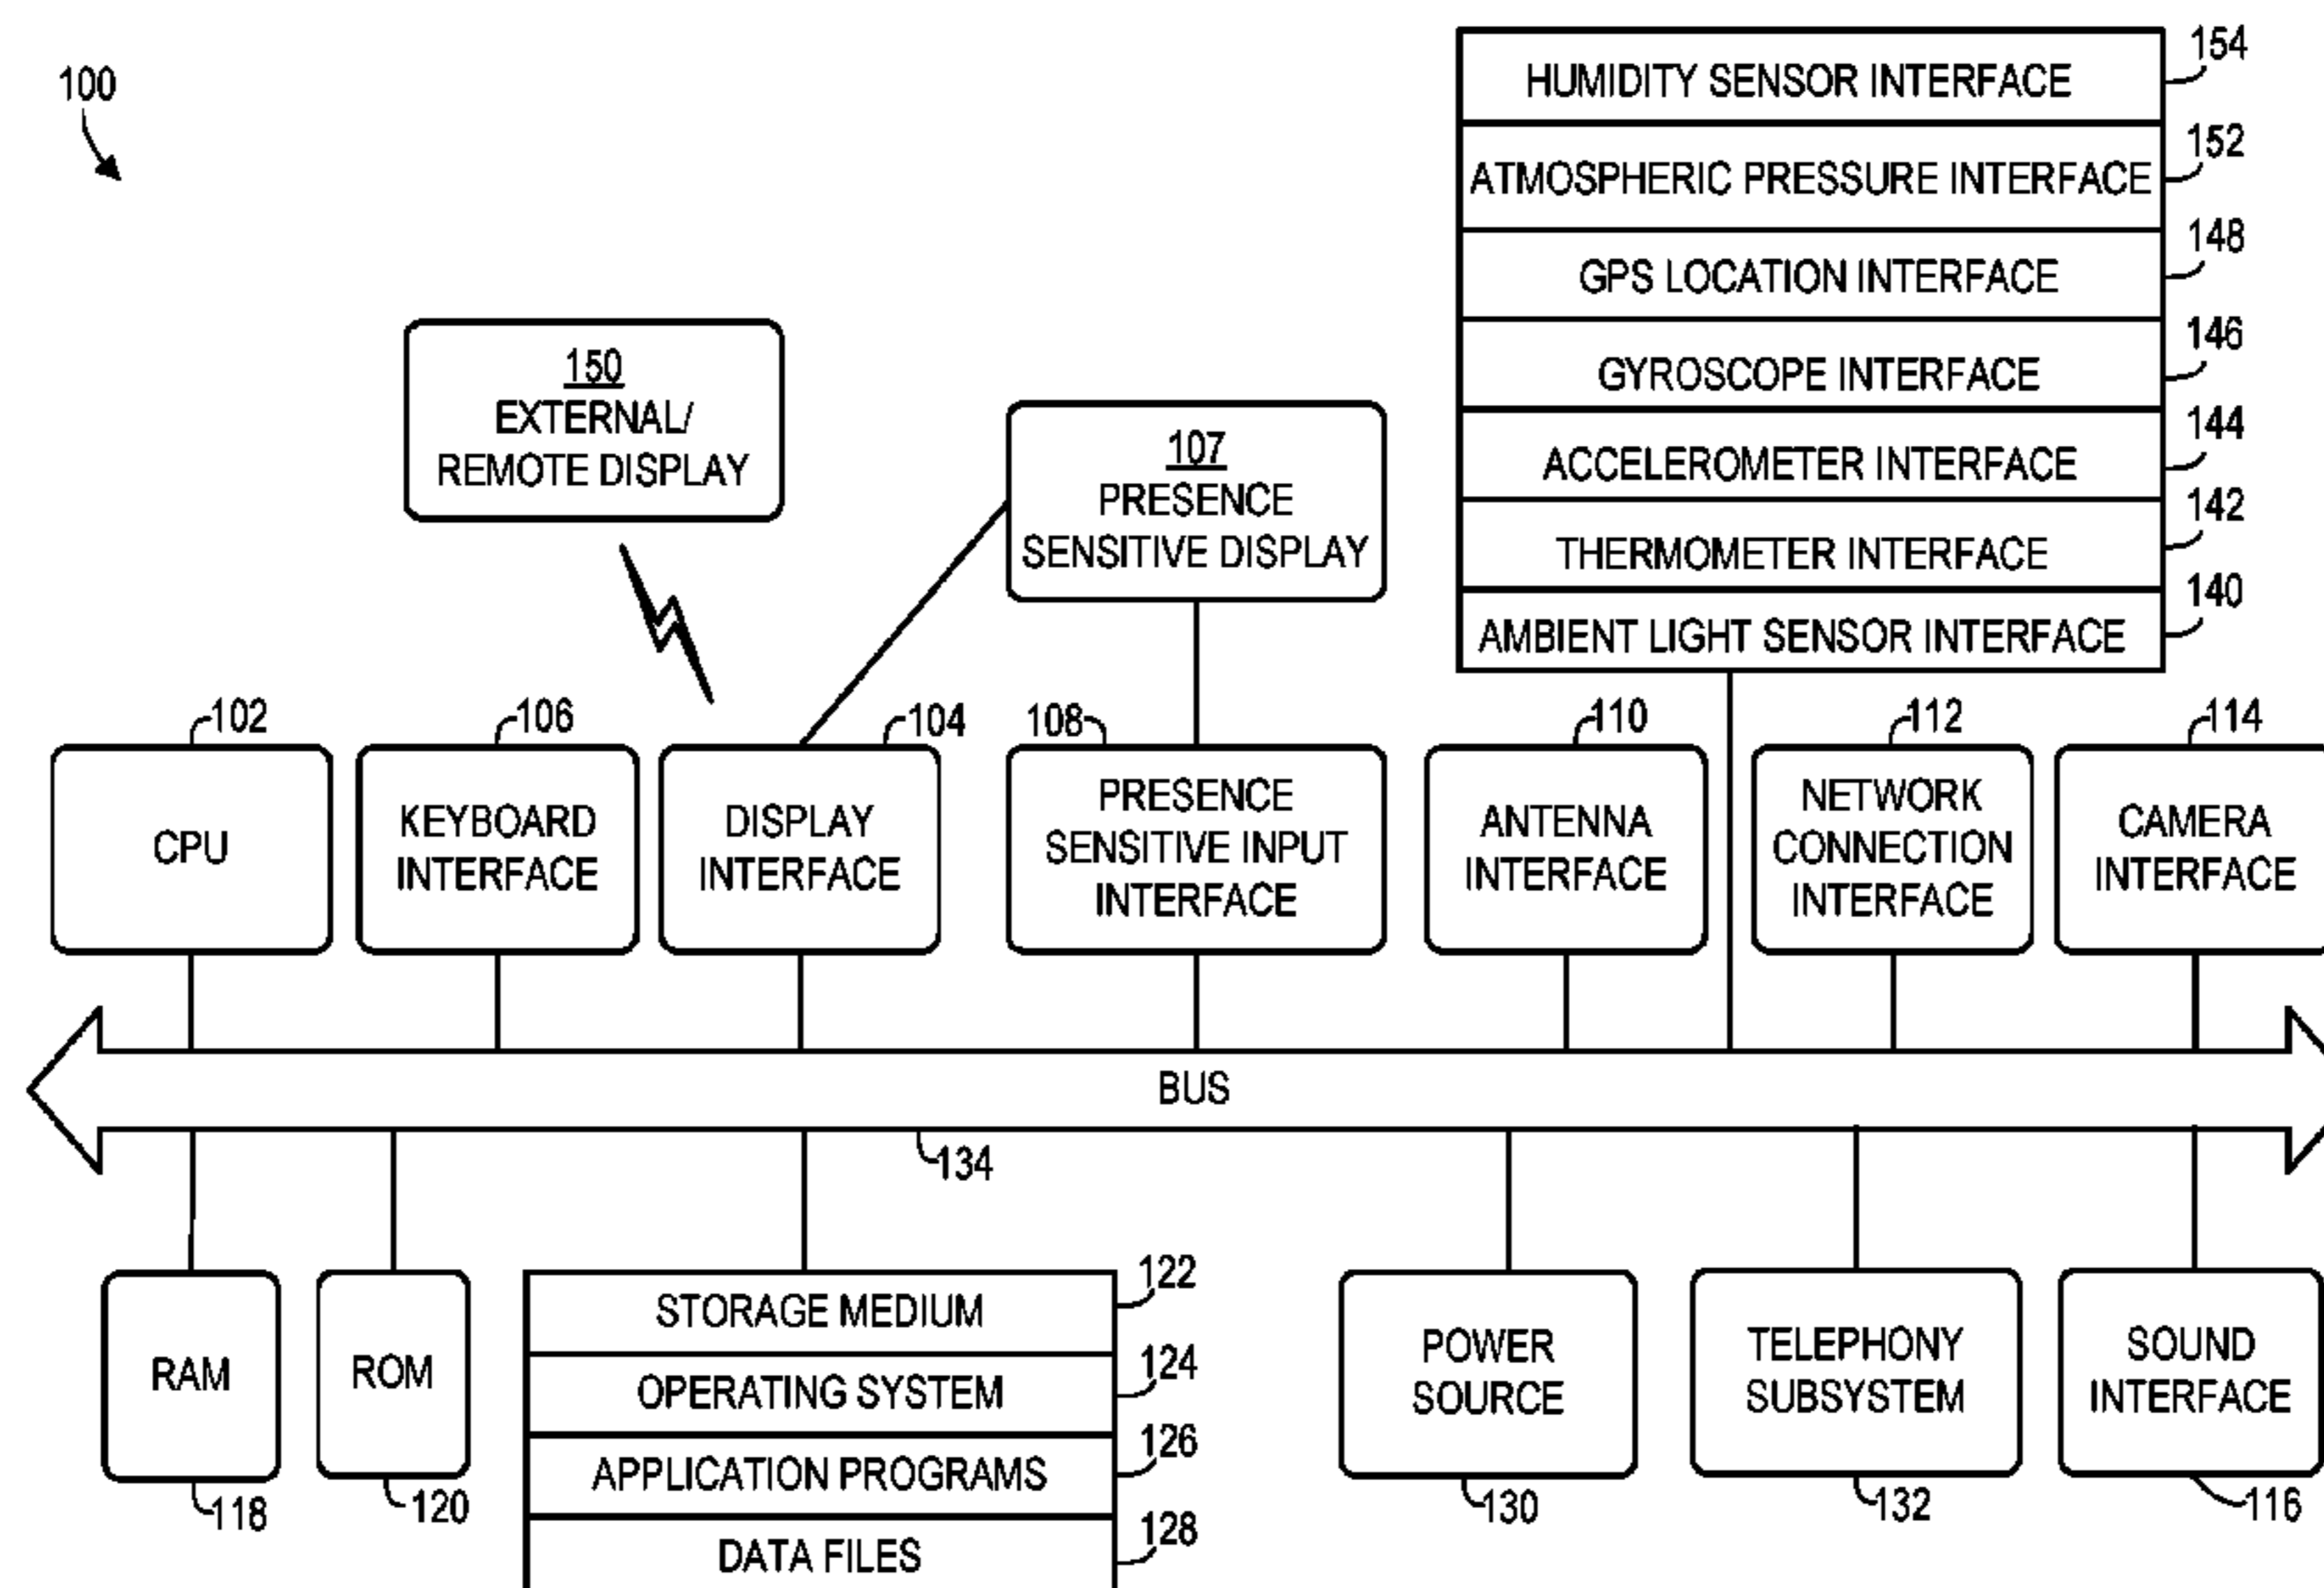 100
HUMIDITY SENSOR INTERFACE
154
ATMOSPHERIC PRESSURE INTERFACE
152
GPS LOCATION INTERFACE
148
GYROSCOPE INTERFACE
146
ACCELEROMETER INTERFACE
144
THERMOMETER INTERFACE
142
AMBIENT LIGHT SENSOR INTERFACE
140
150
EXTERNAL/
REMOTE DISPLAY
107
PRESENCE
SENSITIVE DISPLAY
102
CPU
106
KEYBOARD
INTERFACE
104
DISPLAY
INTERFACE
108
PRESENCE
SENSITIVE INPUT
INTERFACE
110
ANTENNA
INTERFACE
112
NETWORK
CONNECTION
INTERFACE
114
CAMERA
INTERFACE
BUS
134
RAM
118
ROM
120
STORAGE MEDIUM
122
OPERATING SYSTEM
124
APPLICATION PROGRAMS
126
DATA FILES
128
POWER
SOURCE
130
TELEPHONY
SUBSYSTEM
132
SOUND
INTERFACE
116